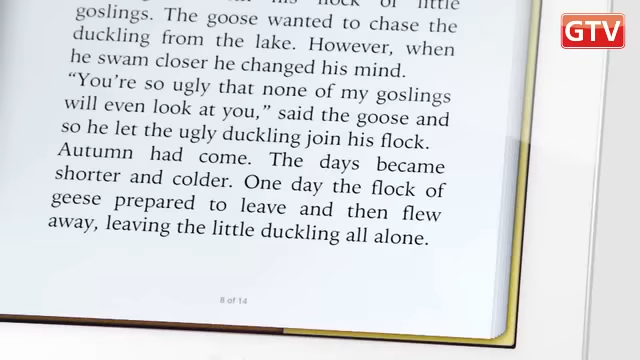 flock of little
goslings. The goose wanted to chase the
duckling from the lake. However, when
he swam closer he changed his mind.
“You’re so ugly that none of my goslings
will even look at you,” said the goose and
so he let the ugly duckling join his flock.
Autumn had come. The days became
shorter and colder. One day the flock of
geese prepared to leave and then flew
away, leaving the little duckling all alone.
8 of 14
GTV